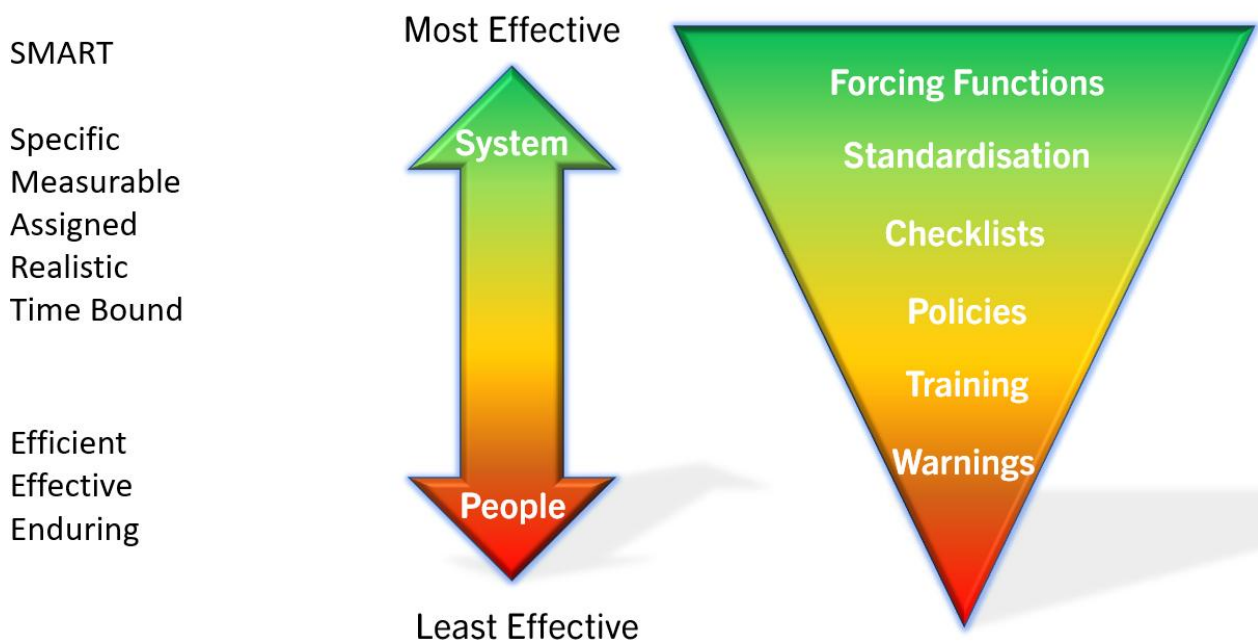 SMART
Specific
Measurable
Assigned
Realistic
Time Bound
Efficient
Effective
Enduring
Most Effective
System
People
Least Effective
Forcing Functions
Standardisation
Checklists
Policies
Training
Warnings